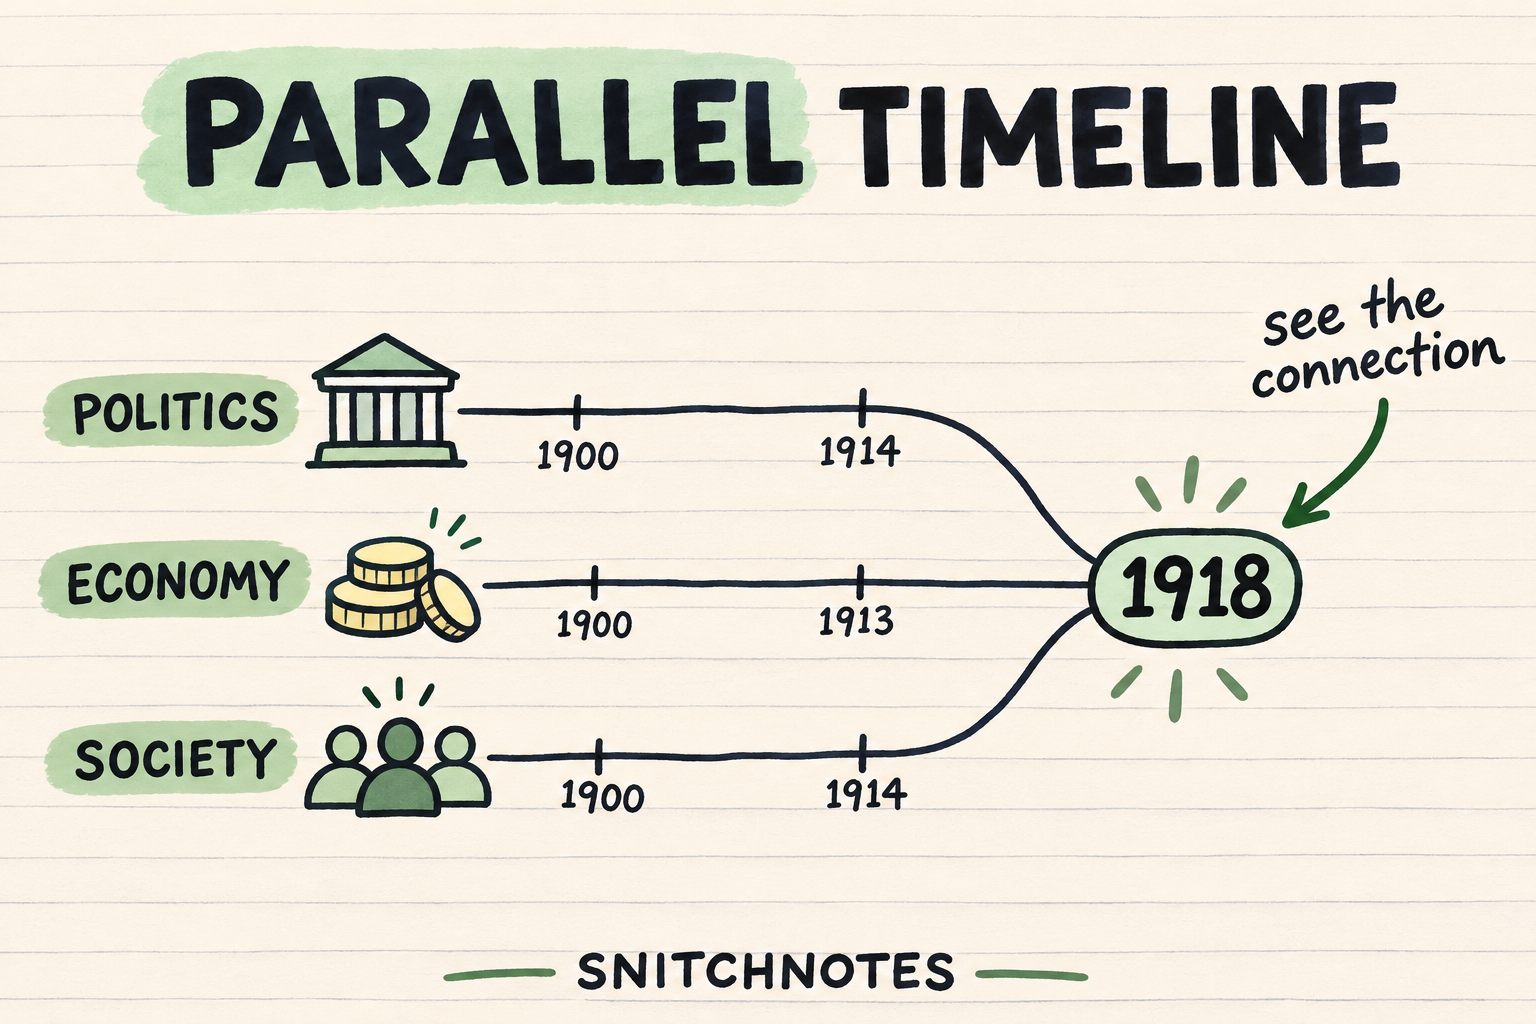 PARALLEL TIMELINE
see the
connection
POLITICS
1900
1914
ECONOMY
1900
1913
1918
SOCIETY
1900
1914
SNITCHNOTES